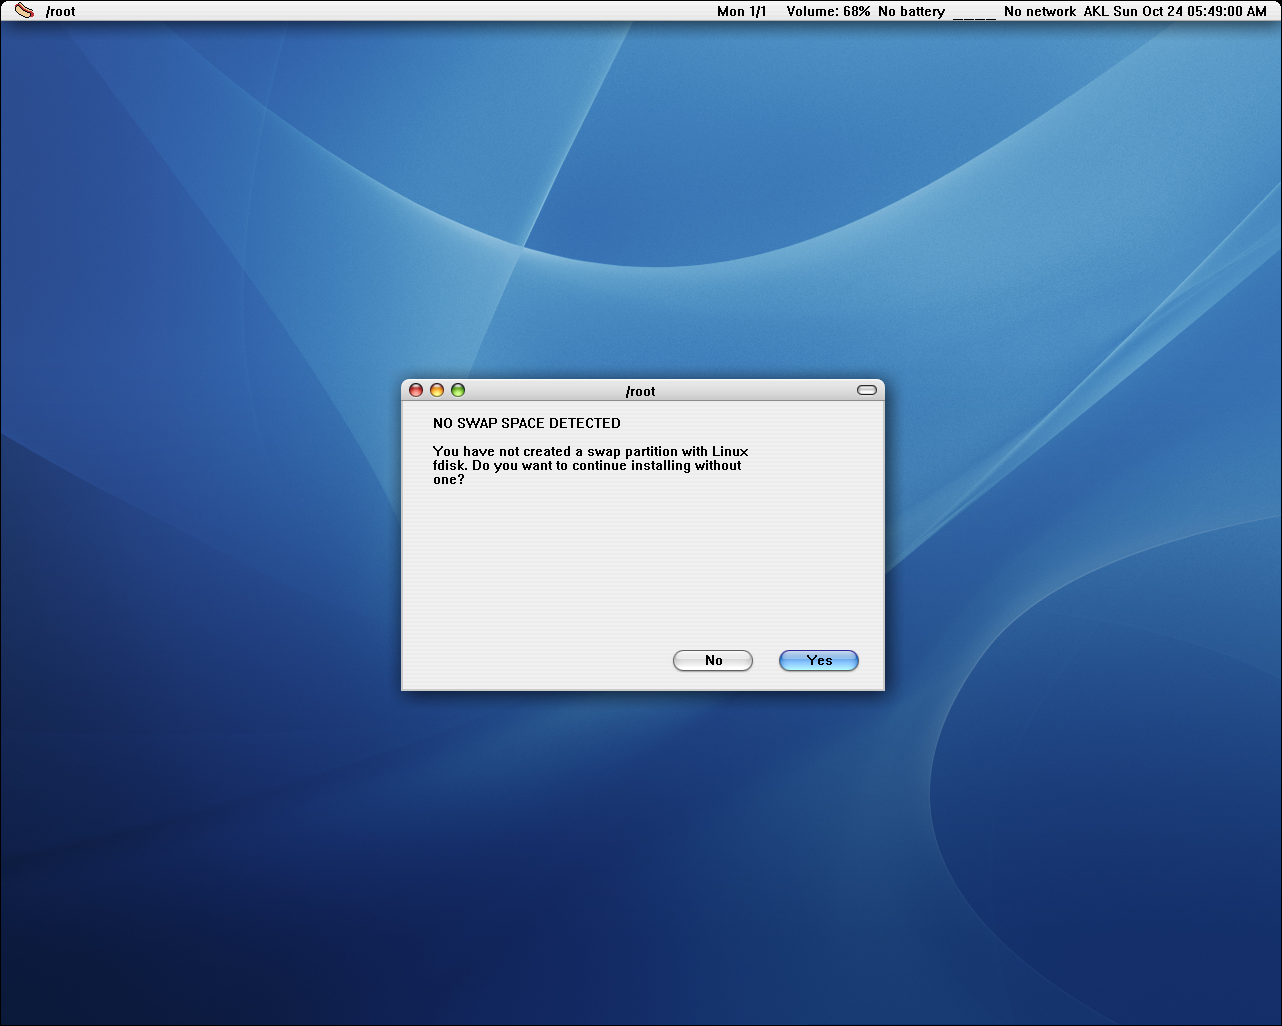 /root
Mon 1/1 Volume: 68% No battery ____ No network AKL Sun Oct 24 05:49:00 AM
/root
NO SWAP SPACE DETECTED
You have not created a swap partition with Linux
fdisk. Do you want to continue installing without
one?
No
Yes